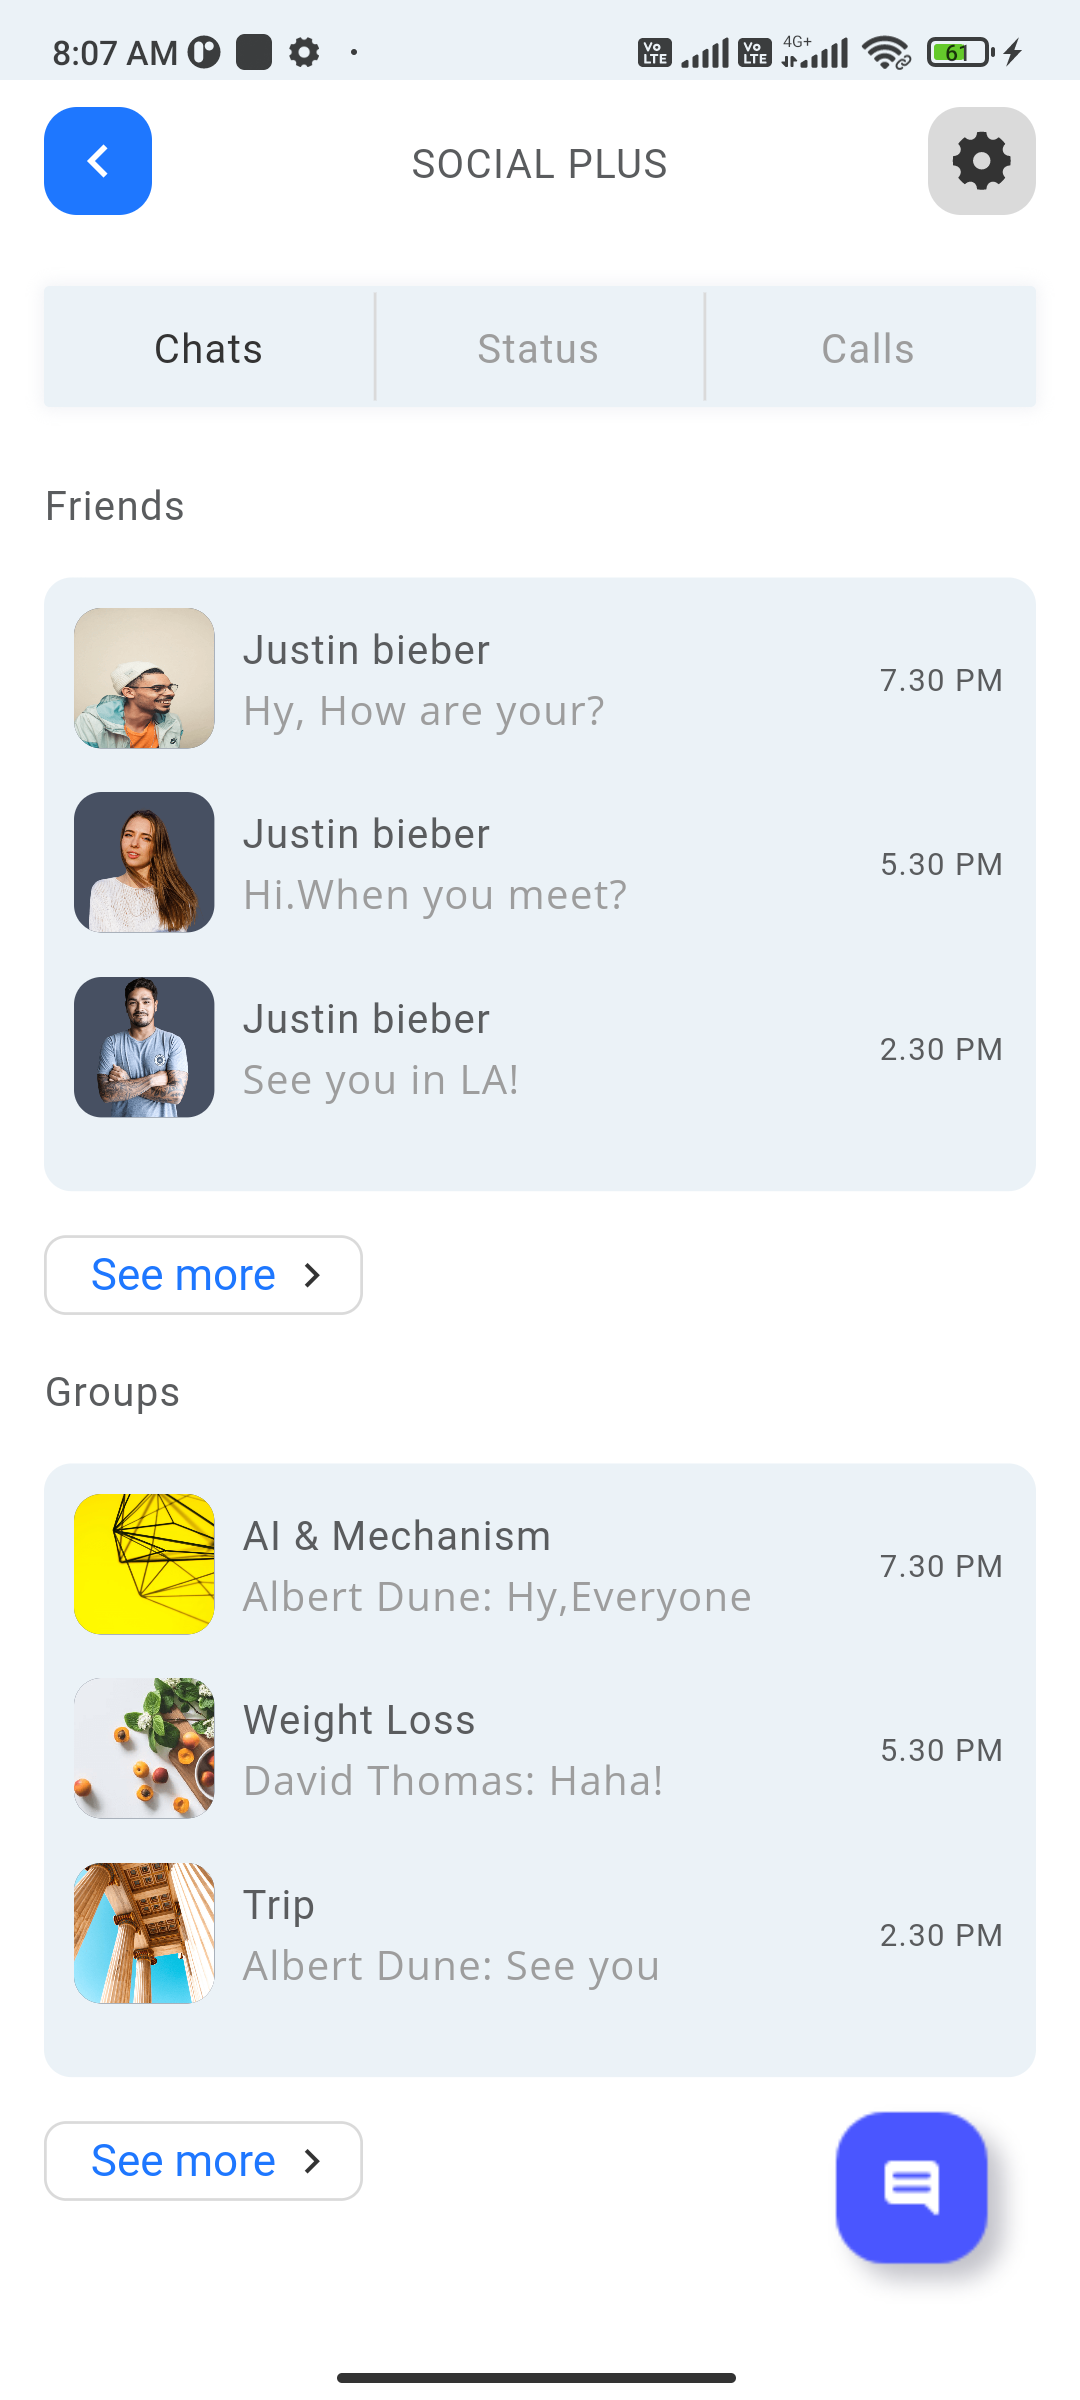 8:07 AM
Vo LTE Vo LTE 4G+ 61
SOCIAL PLUS
Chats Status Calls
Friends
Justin bieber
Hy, How are your?
7.30 PM
Justin bieber
Hi.When you meet?
5.30 PM
Justin bieber
See you in LA!
2.30 PM
See more
Groups
AI & Mechanism
Albert Dune: Hy,Everyone
7.30 PM
Weight Loss
David Thomas: Haha!
5.30 PM
Trip
Albert Dune: See you
2.30 PM
See more